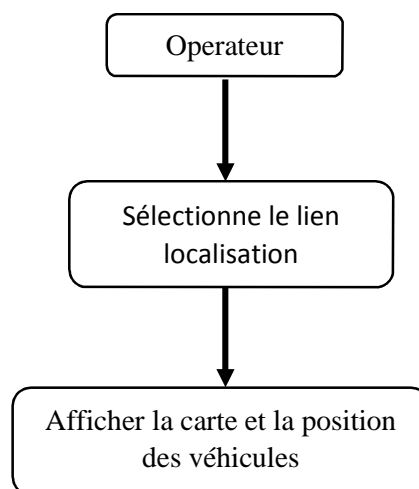 Operateur
Sélectionne le lien
localisation
Afficher la carte et la position
des véhicules